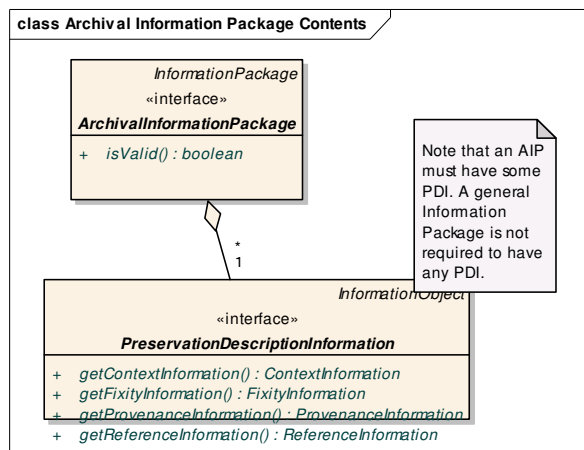 class Archival Information Package Contents
InformationPackage
«interface»
ArchivalInformationPackage
+ isValid() : boolean
Note that an AIP
must have some
PDI. A general
Information
Package is not
required to have
any PDI.
*
1
InformationObject
«interface»
PreservationDescriptionInformation
+ getContextInformation() : ContextInformation
+ getFixityInformation() : FixityInformation
+ getProvenanceInformation() : ProvenanceInformation
+ getReferenceInformation() : ReferenceInformation